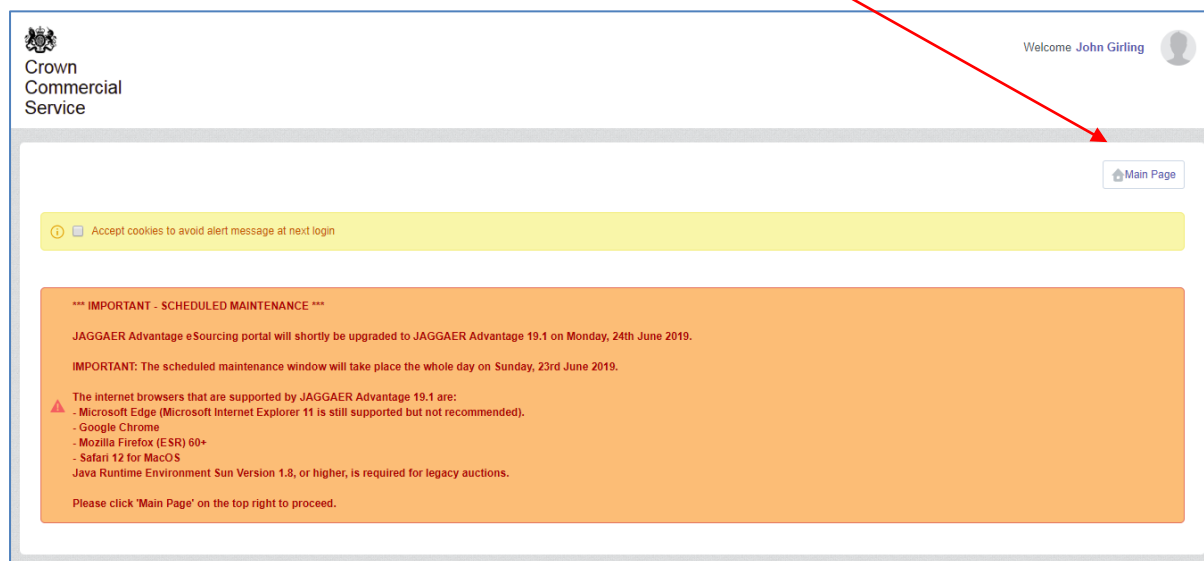 Crown
Commercial
Service
Welcome John Girling
Main Page
Accept cookies to avoid alert message at next login
*** IMPORTANT - SCHEDULED MAINTENANCE ***
JAGGAER Advantage eSourcing portal will shortly be upgraded to JAGGAER Advantage 19.1 on Monday, 24th June 2019.
IMPORTANT: The scheduled maintenance window will take place the whole day on Sunday, 23rd June 2019.
The internet browsers that are supported by JAGGAER Advantage 19.1 are:
- Microsoft Edge (Microsoft Internet Explorer 11 is still supported but not recommended).
- Google Chrome
- Mozilla Firefox (ESR) 60+
- Safari 12 for MacOS
Java Runtime Environment Sun Version 1.8, or higher, is required for legacy auctions.
Please click 'Main Page' on the top right to proceed.